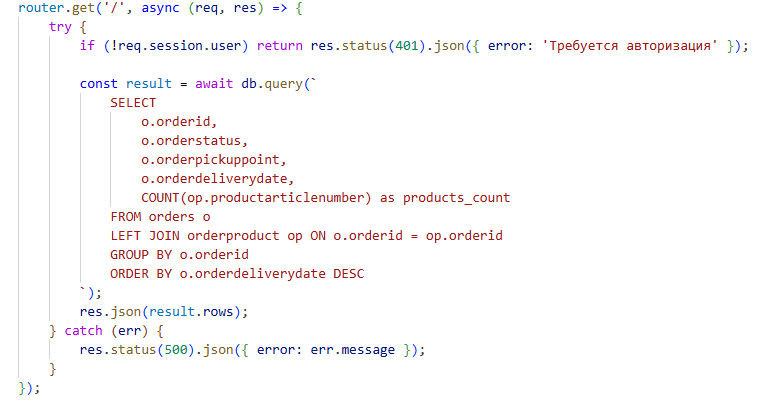 router.get('/', async (req, res) => {
    try {
        if (!req.session.user) return res.status(401).json({ error: 'Требуется авторизация' });

        const result = await db.query(`
            SELECT
                o.orderid,
                o.orderstatus,
                o.orderpickuppoint,
                o.orderdeliverydate,
                COUNT(op.productarticlenumber) as products_count
            FROM orders o
            LEFT JOIN orderproduct op ON o.orderid = op.orderid
            GROUP BY o.orderid
            ORDER BY o.orderdeliverydate DESC
        `);
        res.json(result.rows);
    } catch (err) {
        res.status(500).json({ error: err.message });
    }
});